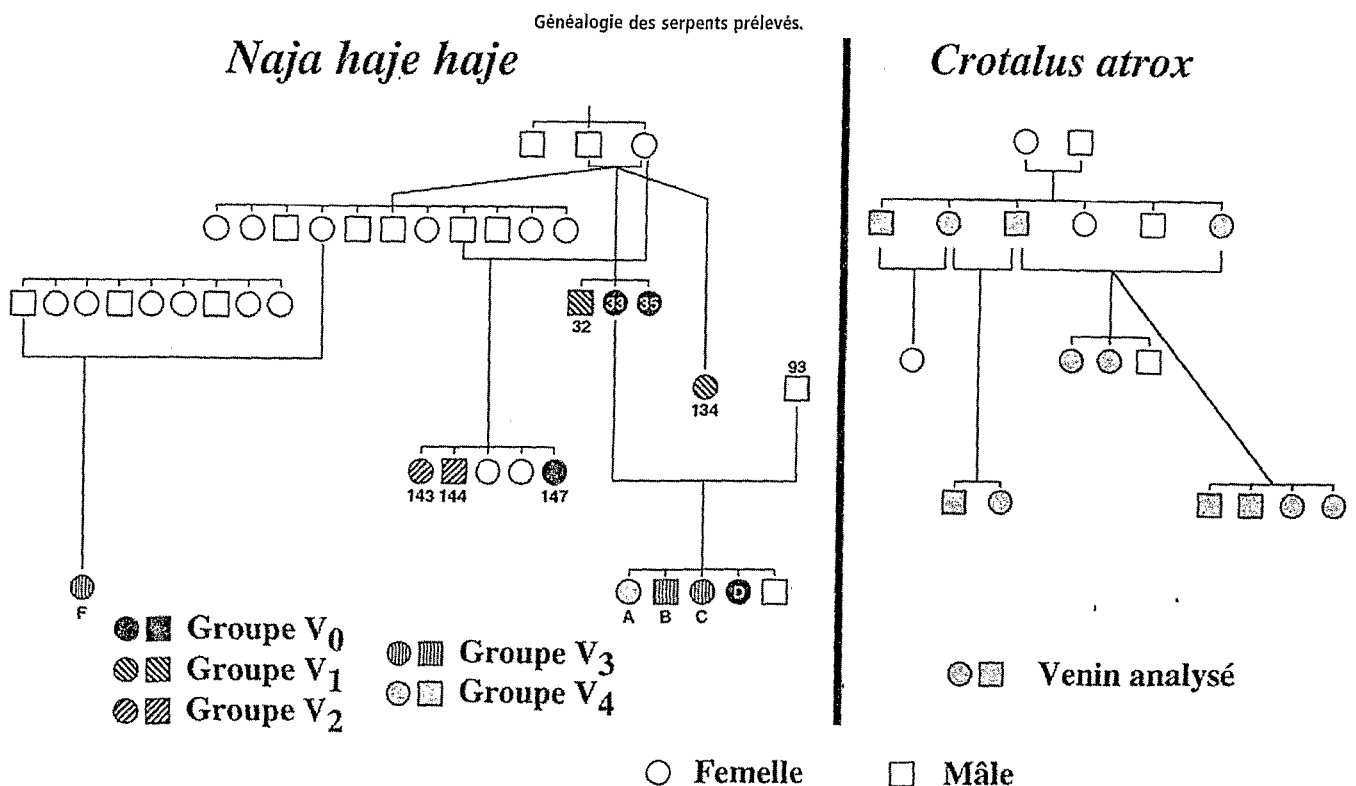 Généalogie des serpents prélevés.
Naja haje haje
Crotalus atrox
33 35
32
93
134
143 144 147
D
F
A B C
Groupe V0
Groupe V1
Groupe V2
Groupe V3
Groupe V4
Venin analysé
Femelle
Mâle